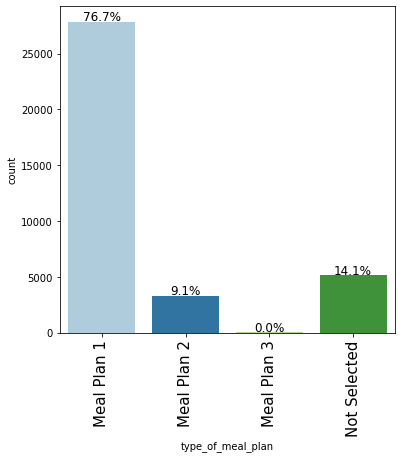 76.7%
25000
20000
count
15000
10000
5000
14.1%
9.1%
0.0%
0
Meal Plan 1
Meal Plan 2
Meal Plan 3
Not Selected
type_of_meal_plan